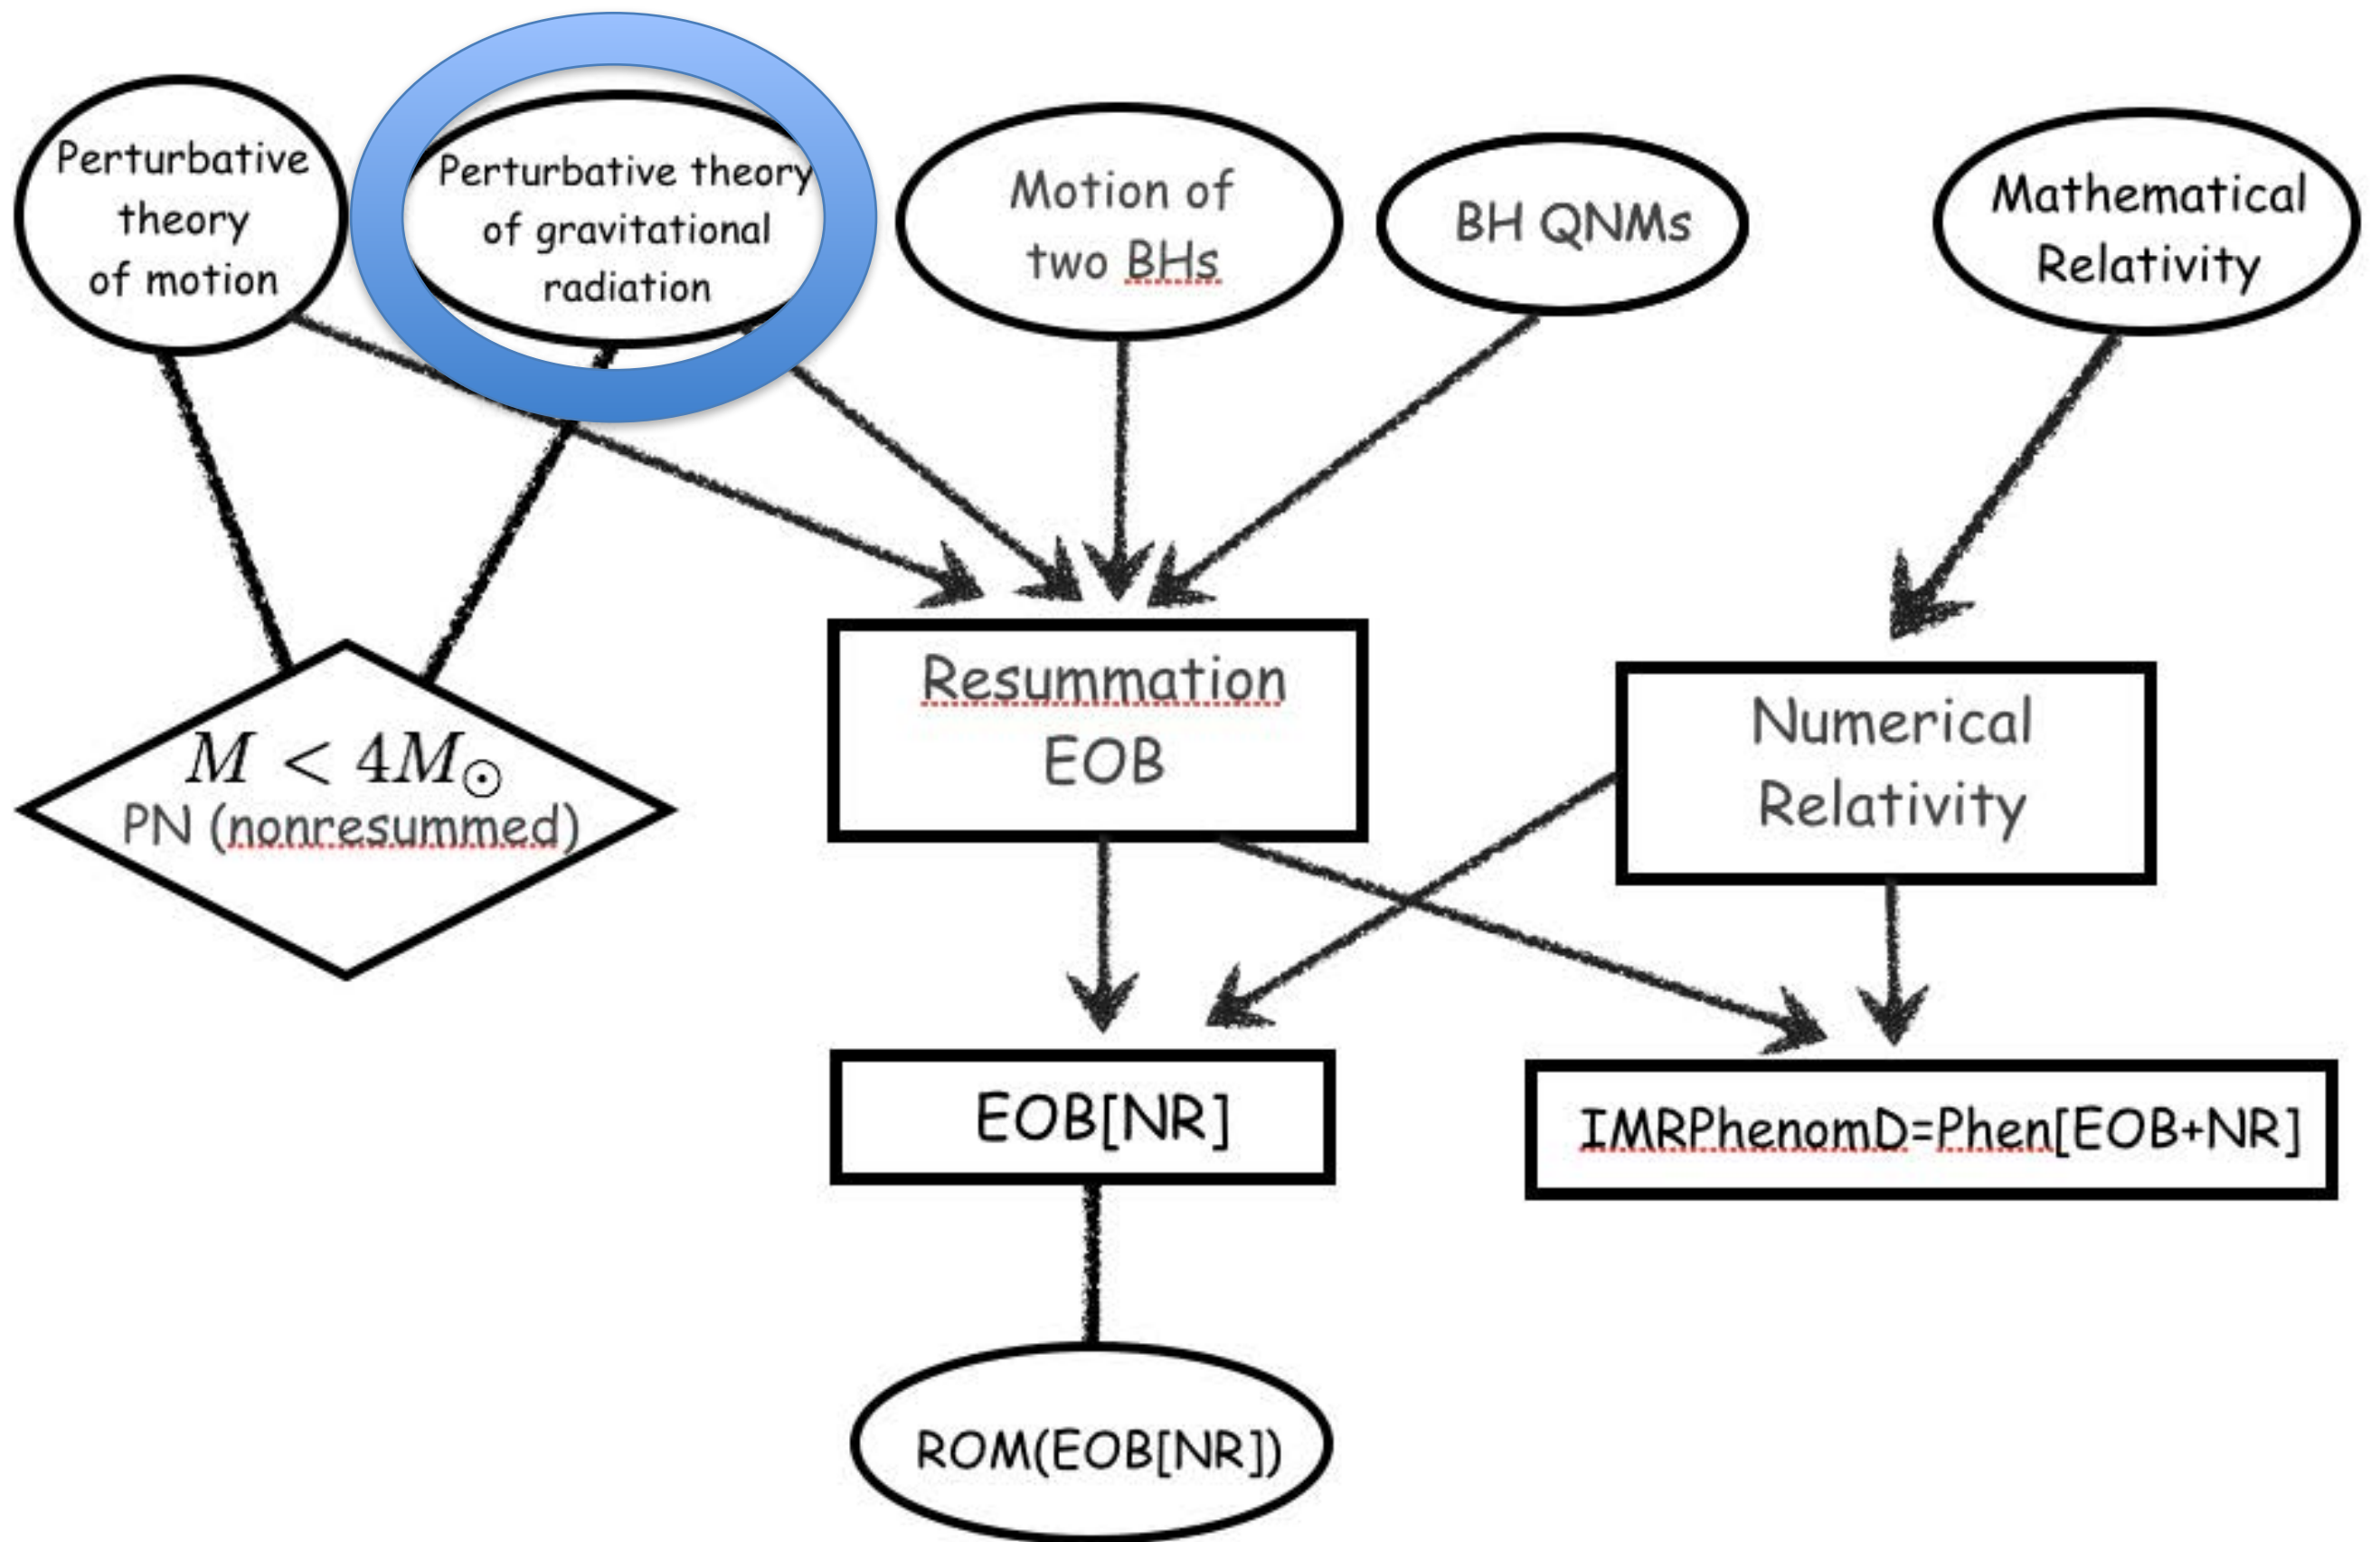 Perturbative
theory
of motion
Perturbative theory
of gravitational
radiation
Motion of
two BHs
BH QNMs
Mathematical
Relativity
M < 4M⊙
PN (nonresummed)
Resummation
EOB
Numerical
Relativity
EOB[NR]
IMRPhenomD=Phen[EOB+NR]
ROM(EOB[NR])